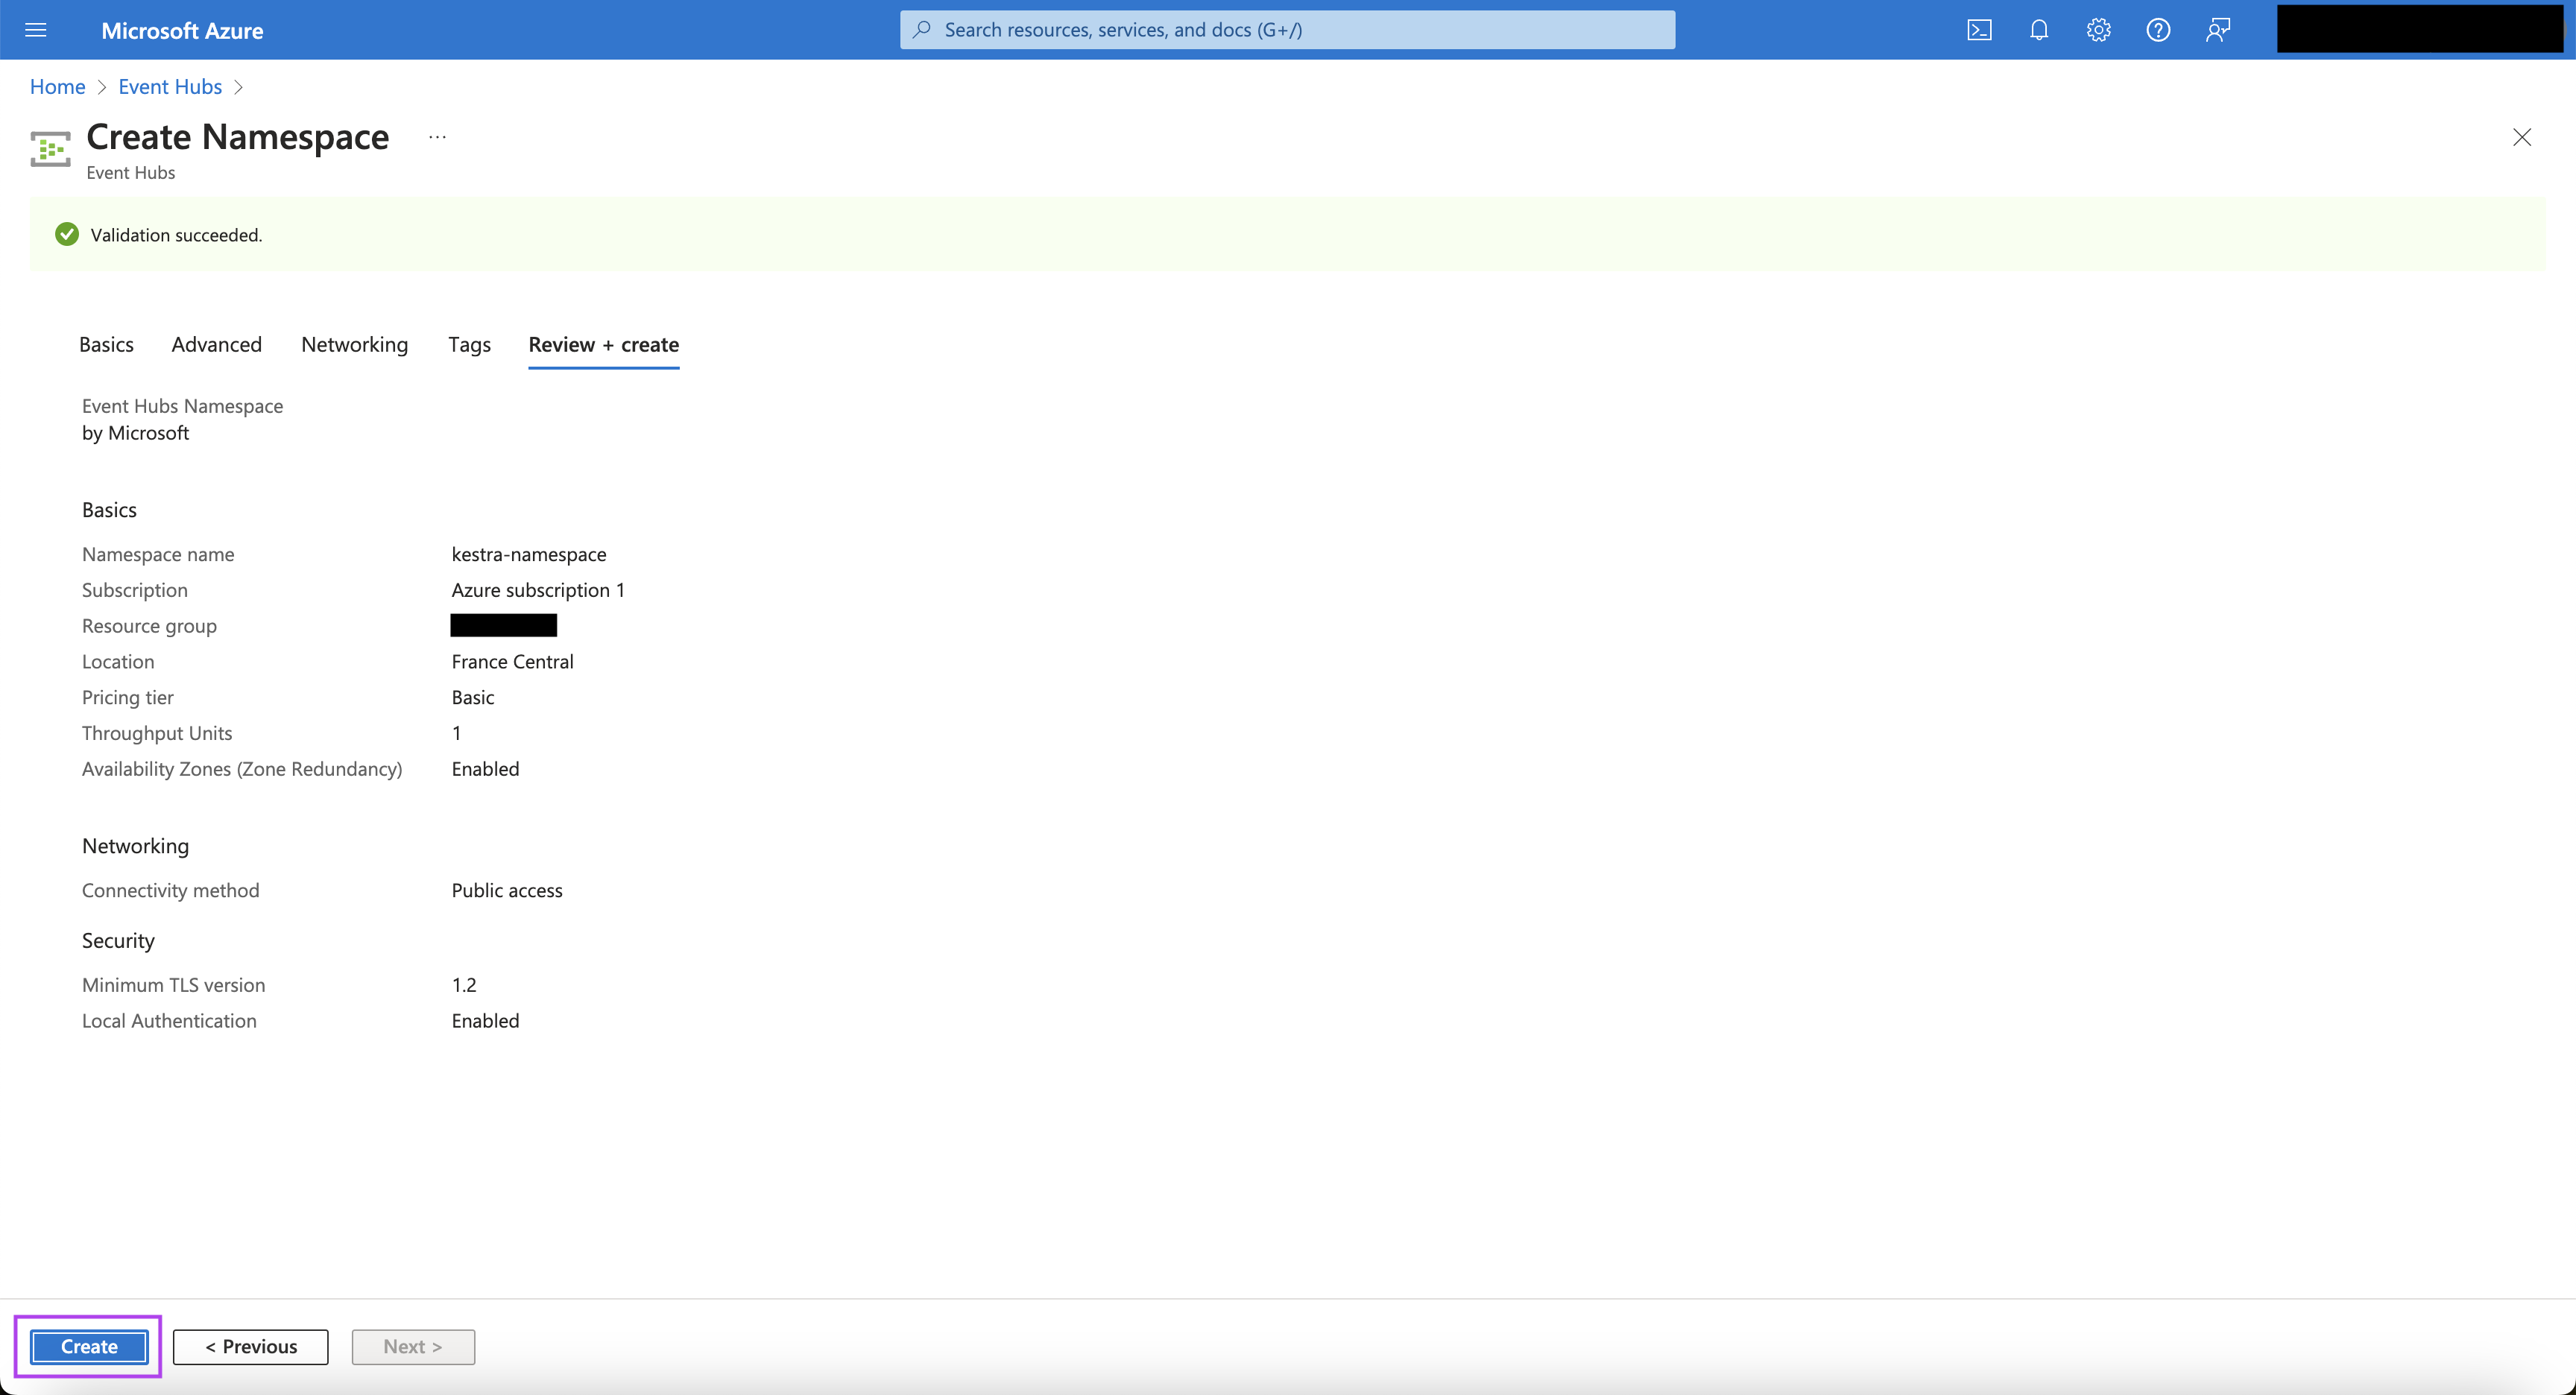 Microsoft Azure
Search resources, services, and docs (G+/)
Home > Event Hubs >
Create Namespace ...
Event Hubs
Validation succeeded.
Basics Advanced Networking Tags Review + create
Event Hubs Namespace
by Microsoft
Basics
Namespace name kestra-namespace
Subscription Azure subscription 1
Resource group
Location France Central
Pricing tier Basic
Throughput Units 1
Availability Zones (Zone Redundancy) Enabled
Networking
Connectivity method Public access
Security
Minimum TLS version 1.2
Local Authentication Enabled
Create < Previous Next >